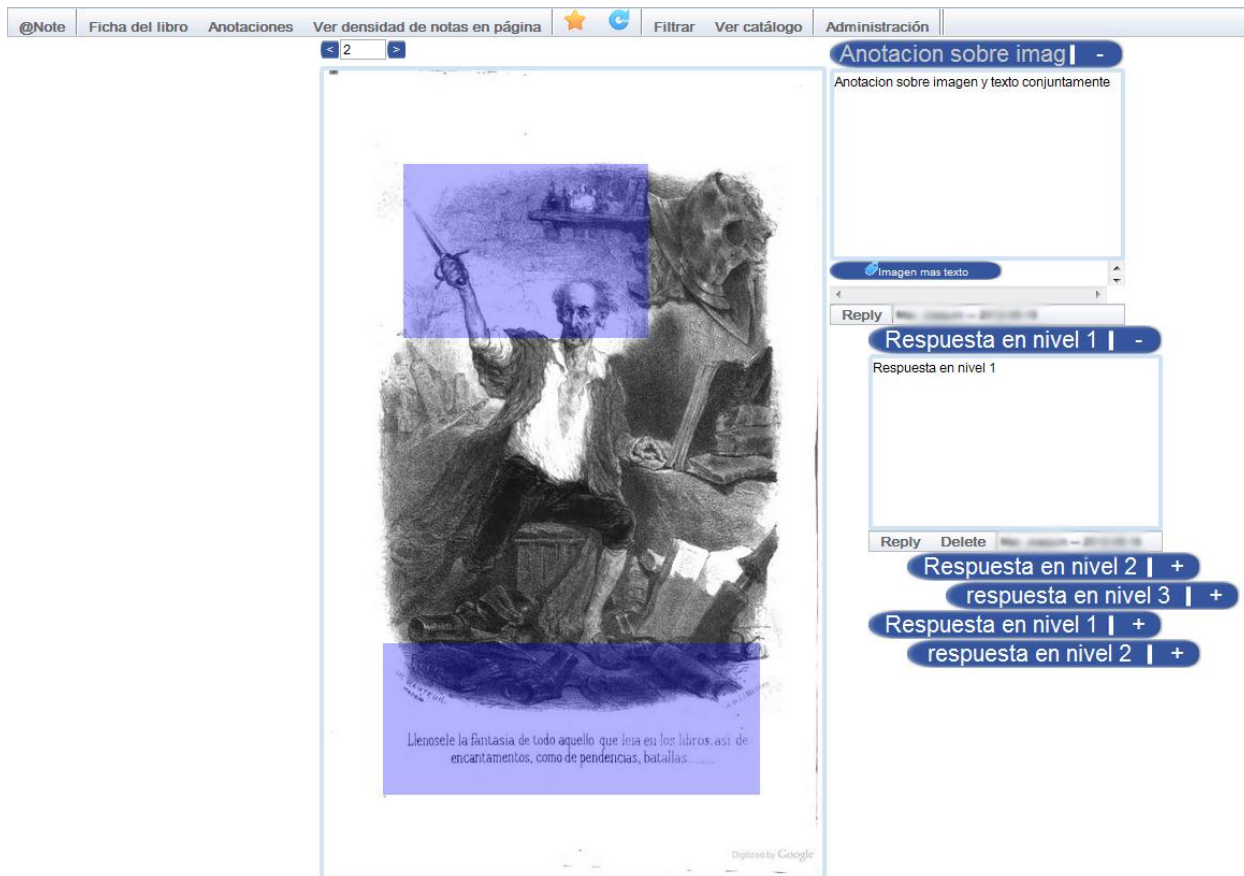 @Note Ficha del libro Anotaciones Ver densidad de notas en página Filtrar Ver catálogo Administración
< 2 >
Anotacion sobre imag -
Anotacion sobre imagen y texto conjuntamente
Imagen mas texto
Reply
Respuesta en nivel 1 -
Respuesta en nivel 1
Reply Delete
Respuesta en nivel 2 +
respuesta en nivel 3 +
Respuesta en nivel 1 +
respuesta en nivel 2 +
Llenosele la fantasia de todo aquello que leia en los libros, asi de
encantamentos, como de pendencias, batallas........
Digitized by Google